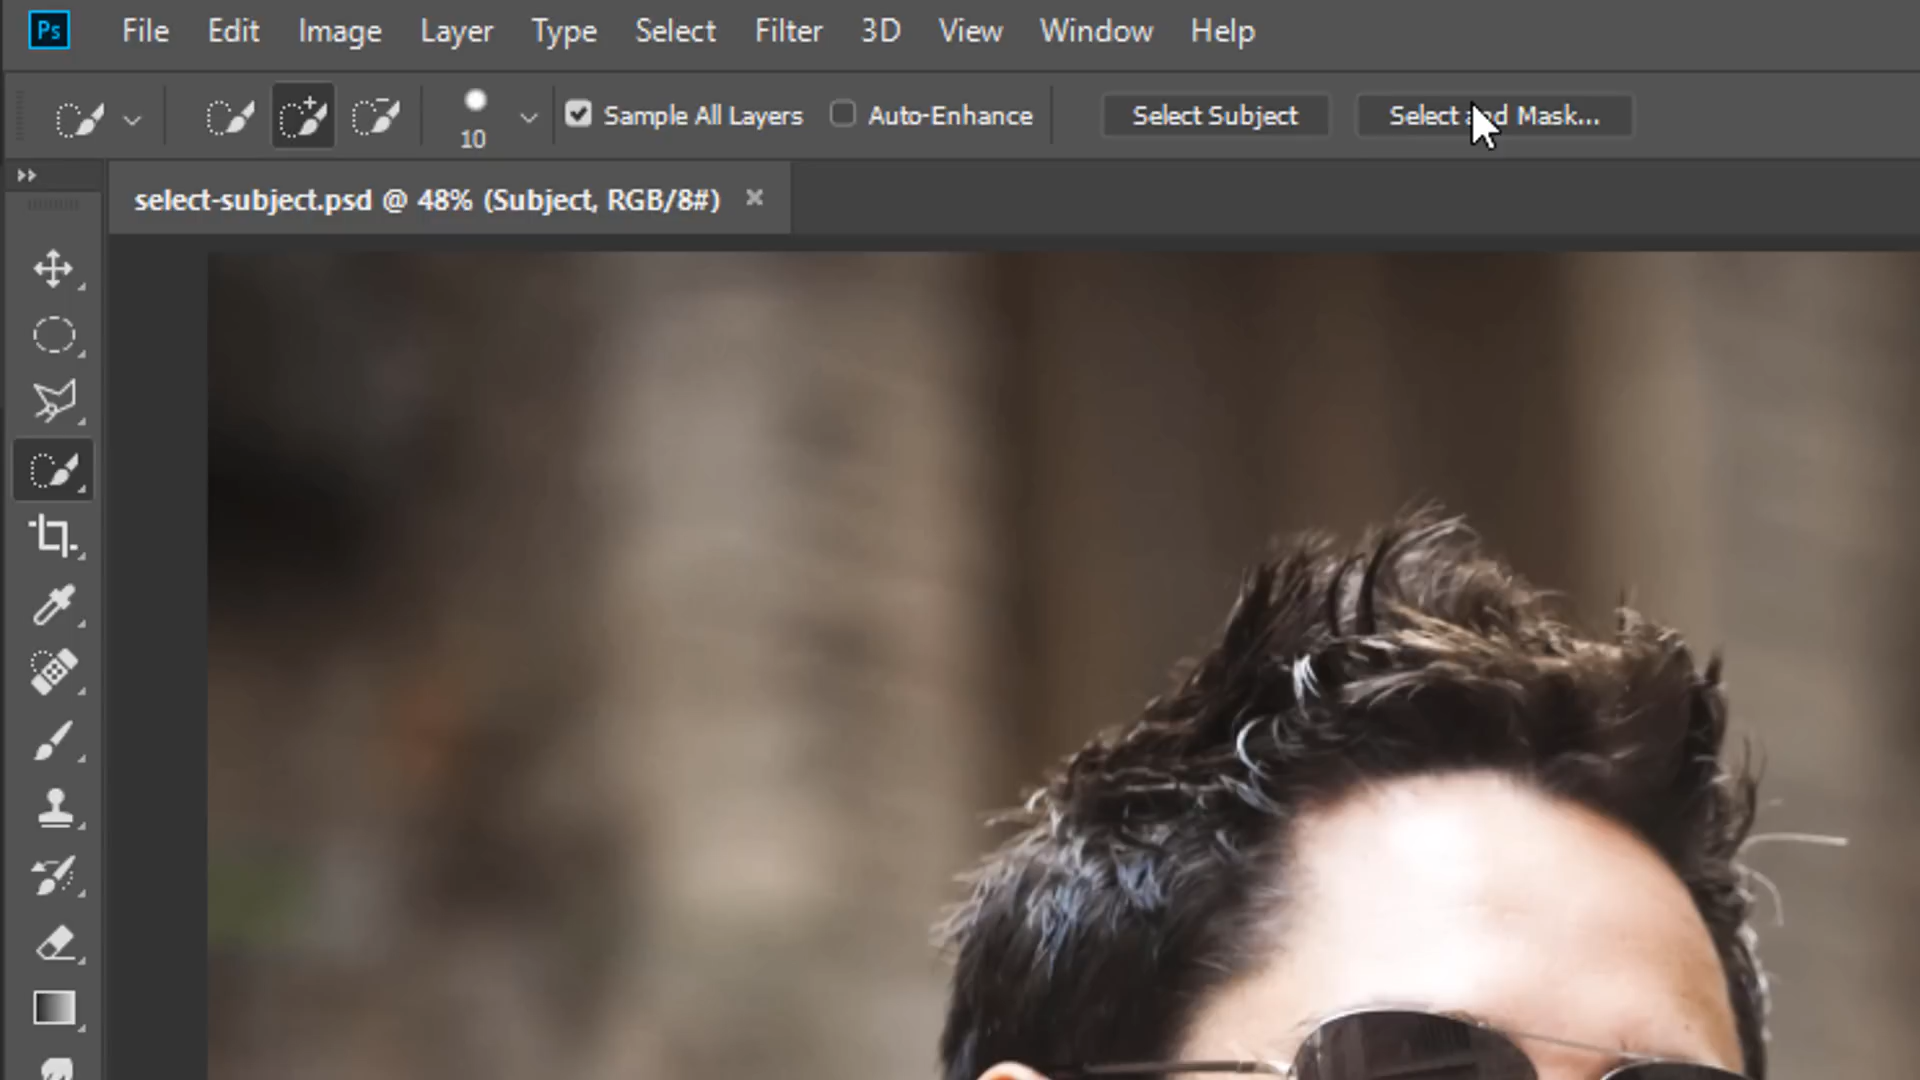 Ps File Edit Image Layer Type Select Filter 3D View Window Help
10 Sample All Layers Auto-Enhance Select Subject Select and Mask...
select-subject.psd @ 48% (Subject, RGB/8#)